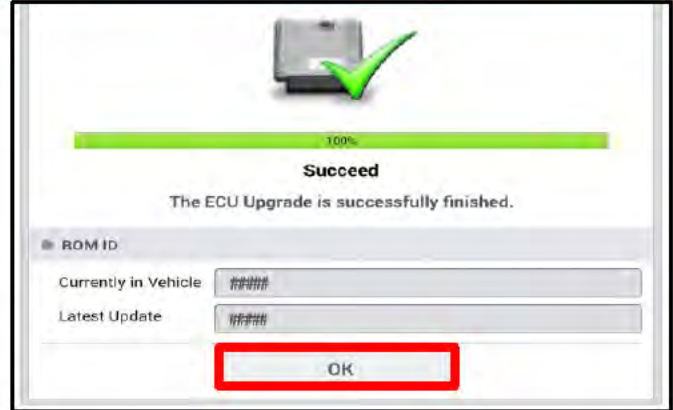 100%
Succeed
The ECU Upgrade is successfully finished.
ROM ID
Currently in Vehicle #####
Latest Update #####
OK